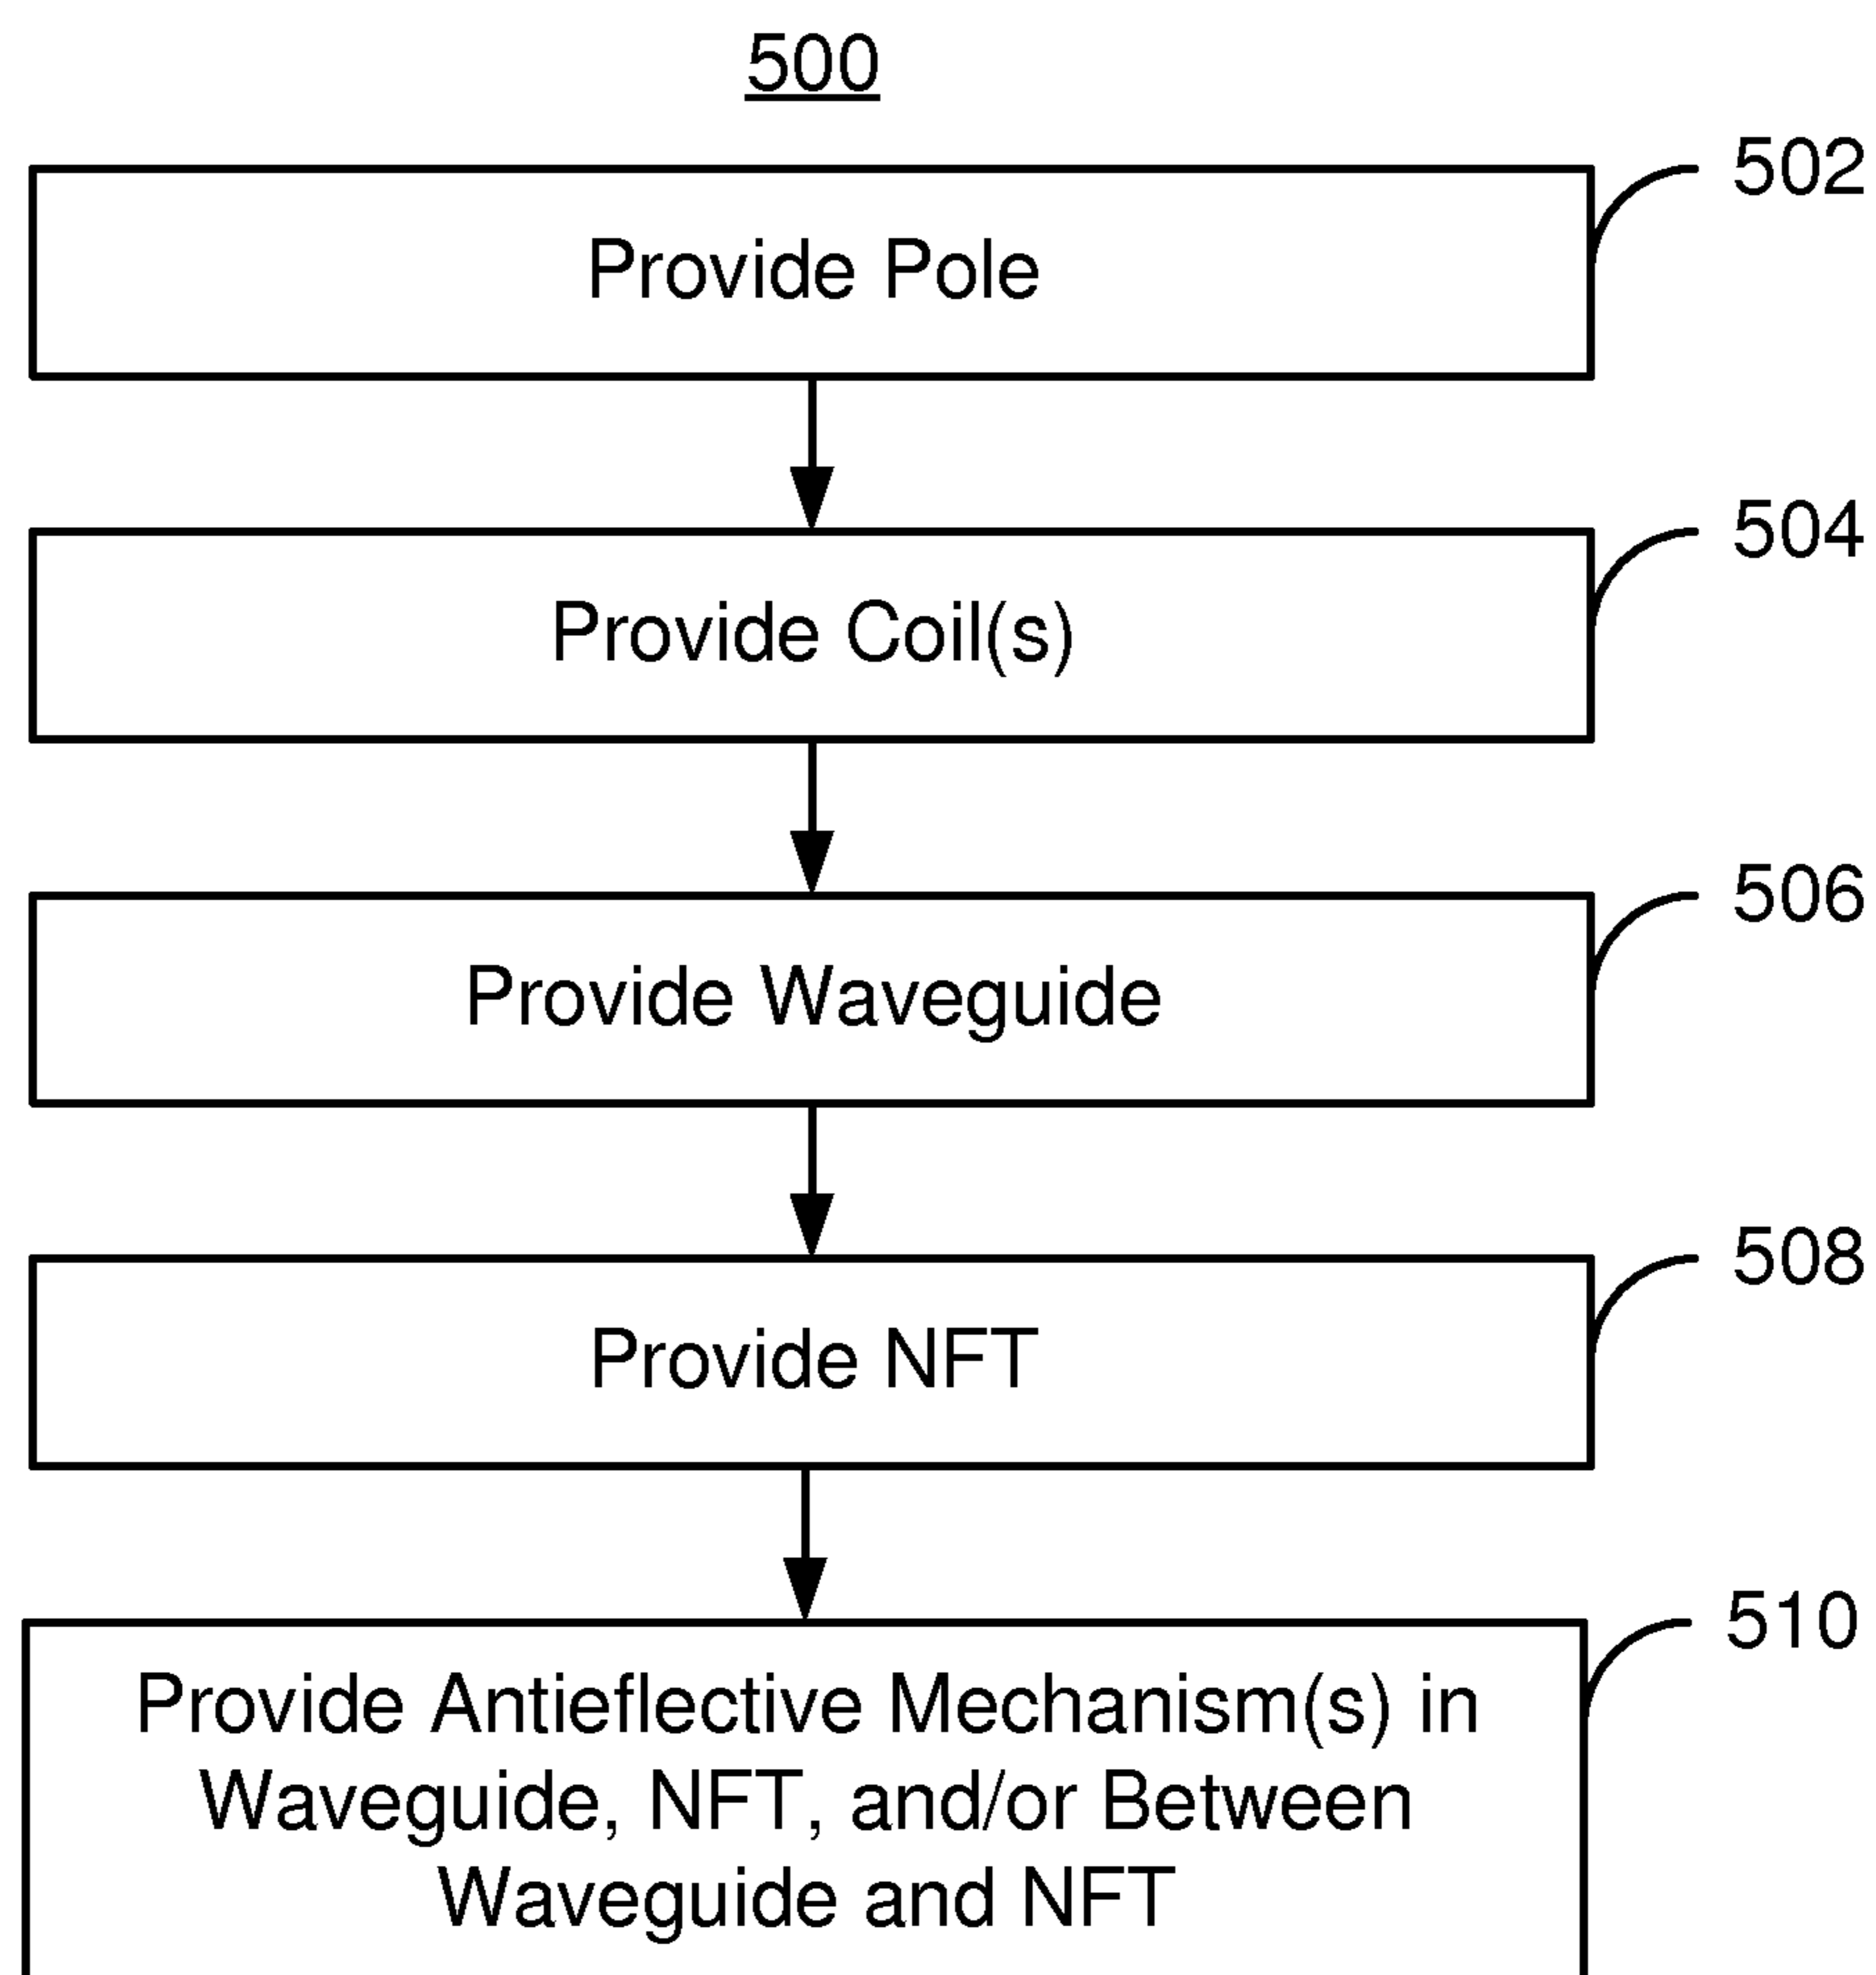 500
502
Provide Pole
504
Provide Coil(s)
506
Provide Waveguide
508
Provide NFT
510
Provide Antieflective Mechanism(s) in
Waveguide, NFT, and/or Between
Waveguide and NFT